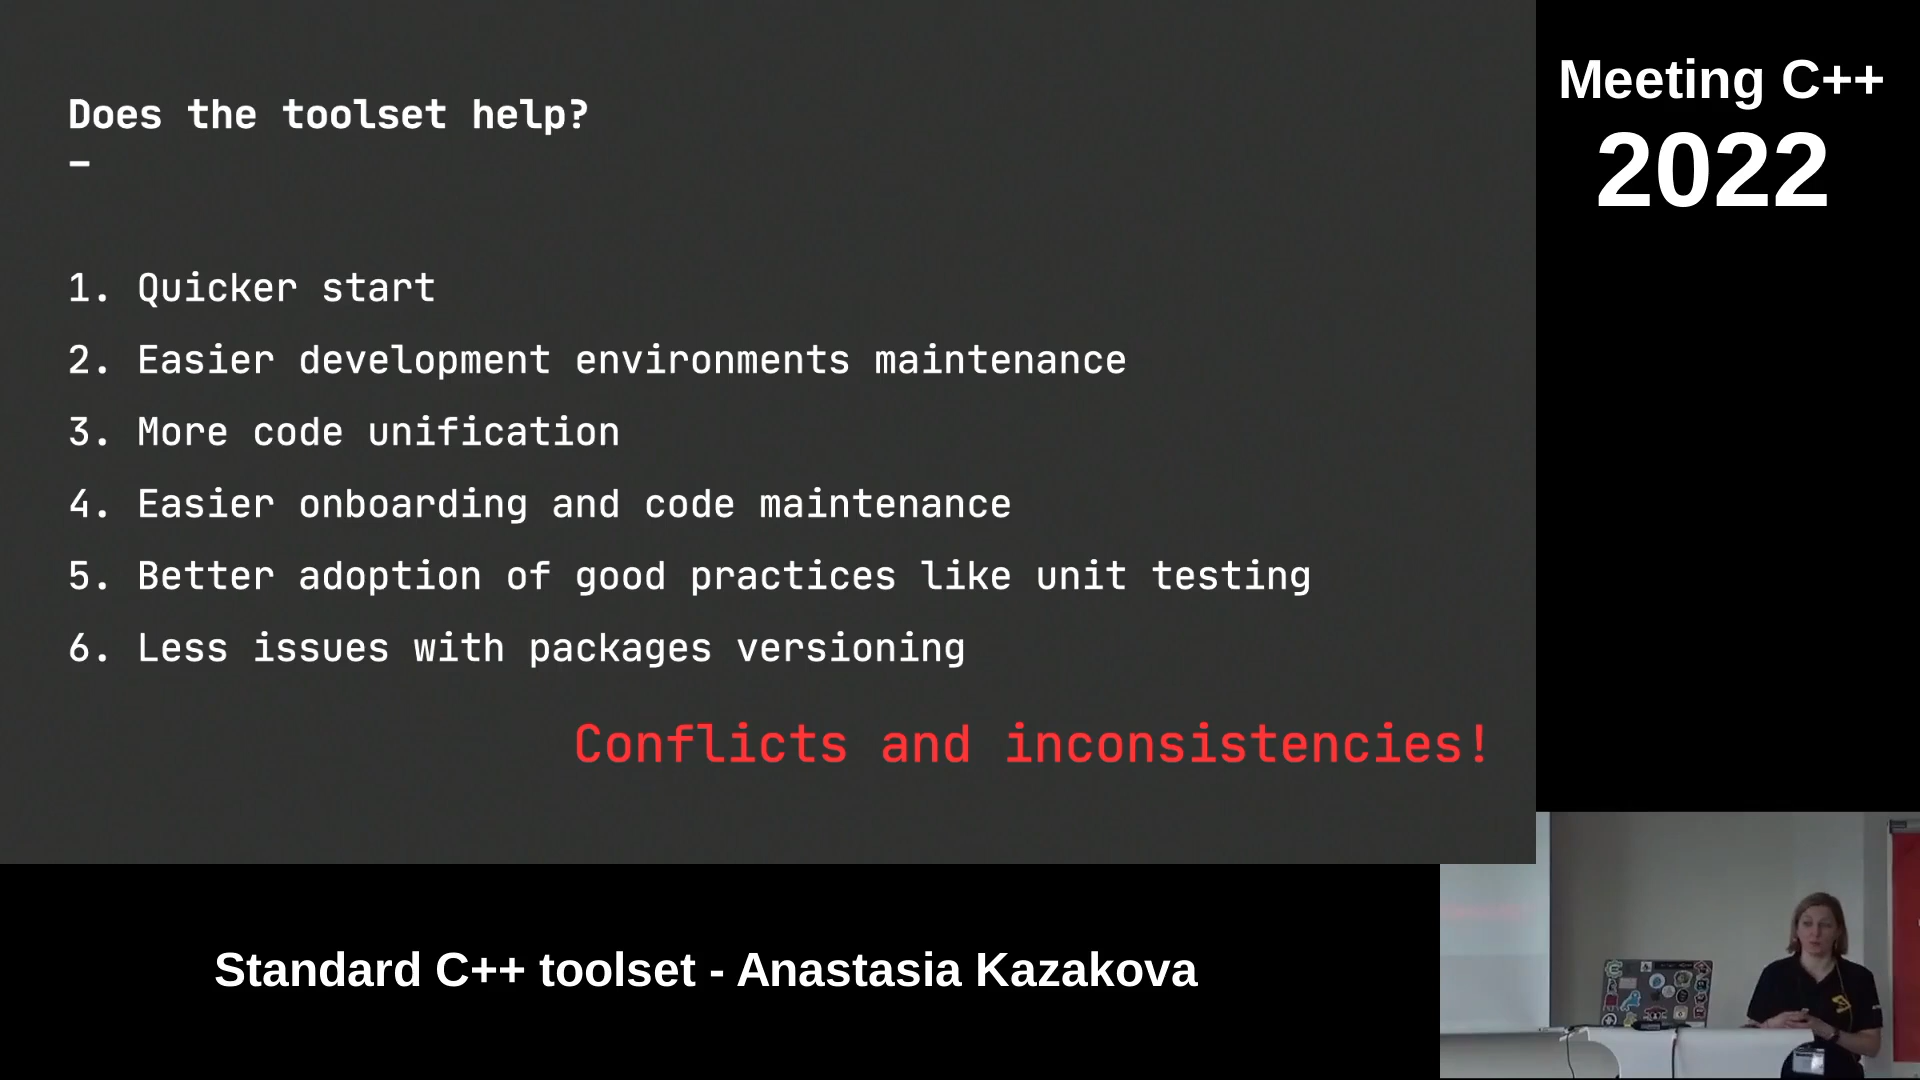 Does the toolset help?
–
1. Quicker start
2. Easier development environments maintenance
3. More code unification
4. Easier onboarding and code maintenance
5. Better adoption of good practices like unit testing
6. Less issues with packages versioning
Conflicts and inconsistencies!
Meeting C++
2022
Standard C++ toolset - Anastasia Kazakova